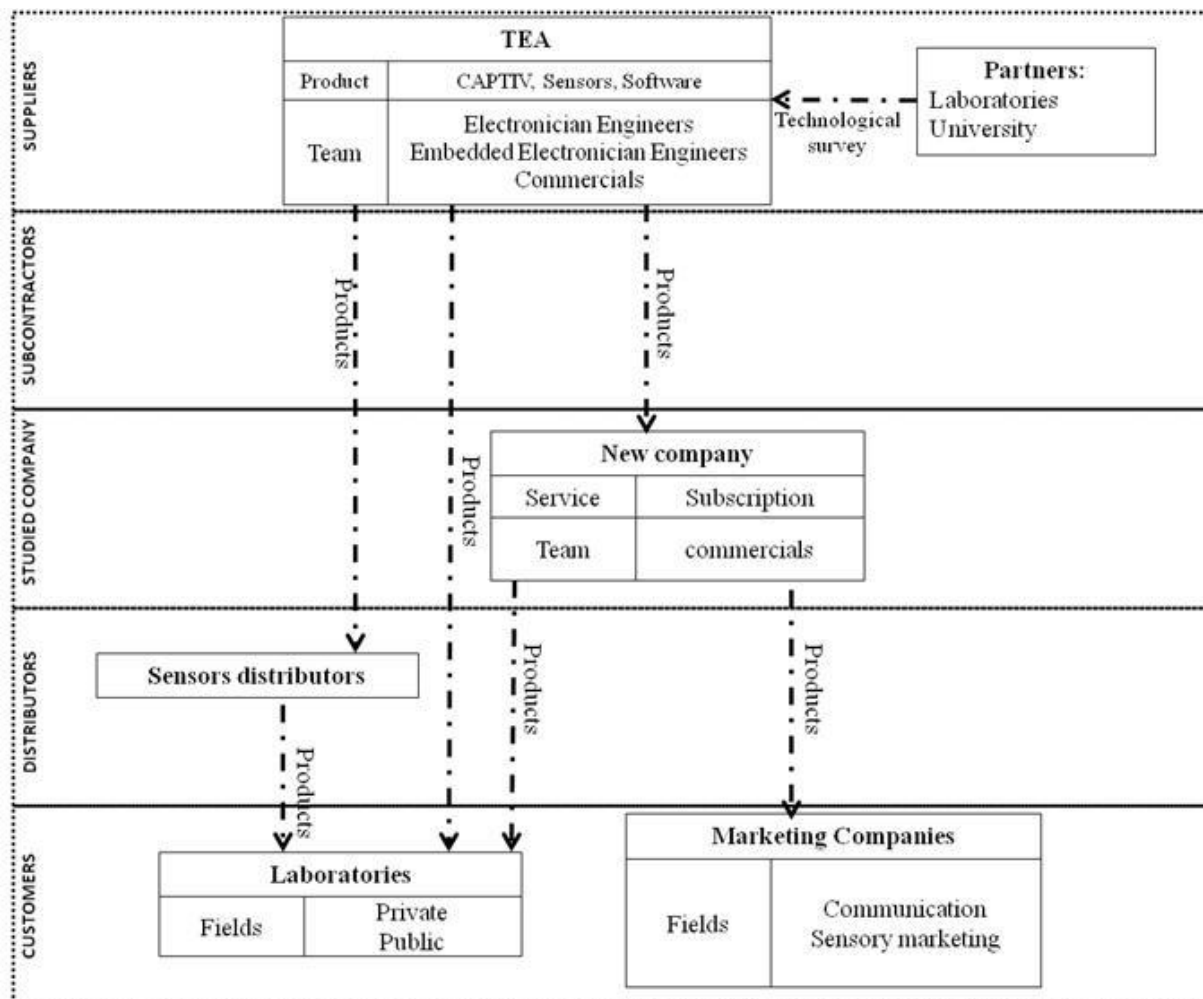 SUPPLIERS
TEA
Product
CAPTIV, Sensors, Software
Team
Electronician Engineers
Embedded Electronician Engineers
Commercials
Partners:
Laboratories
University
Technological
survey
SUBCONTRACTORS
Products
Products
STUDIED COMPANY
Products
New company
Service
Subscription
Team
commercials
DISTRIBUTORS
Sensors distributors
Products
Products
Products
CUSTOMERS
Laboratories
Fields
Private
Public
Marketing Companies
Fields
Communication
Sensory marketing